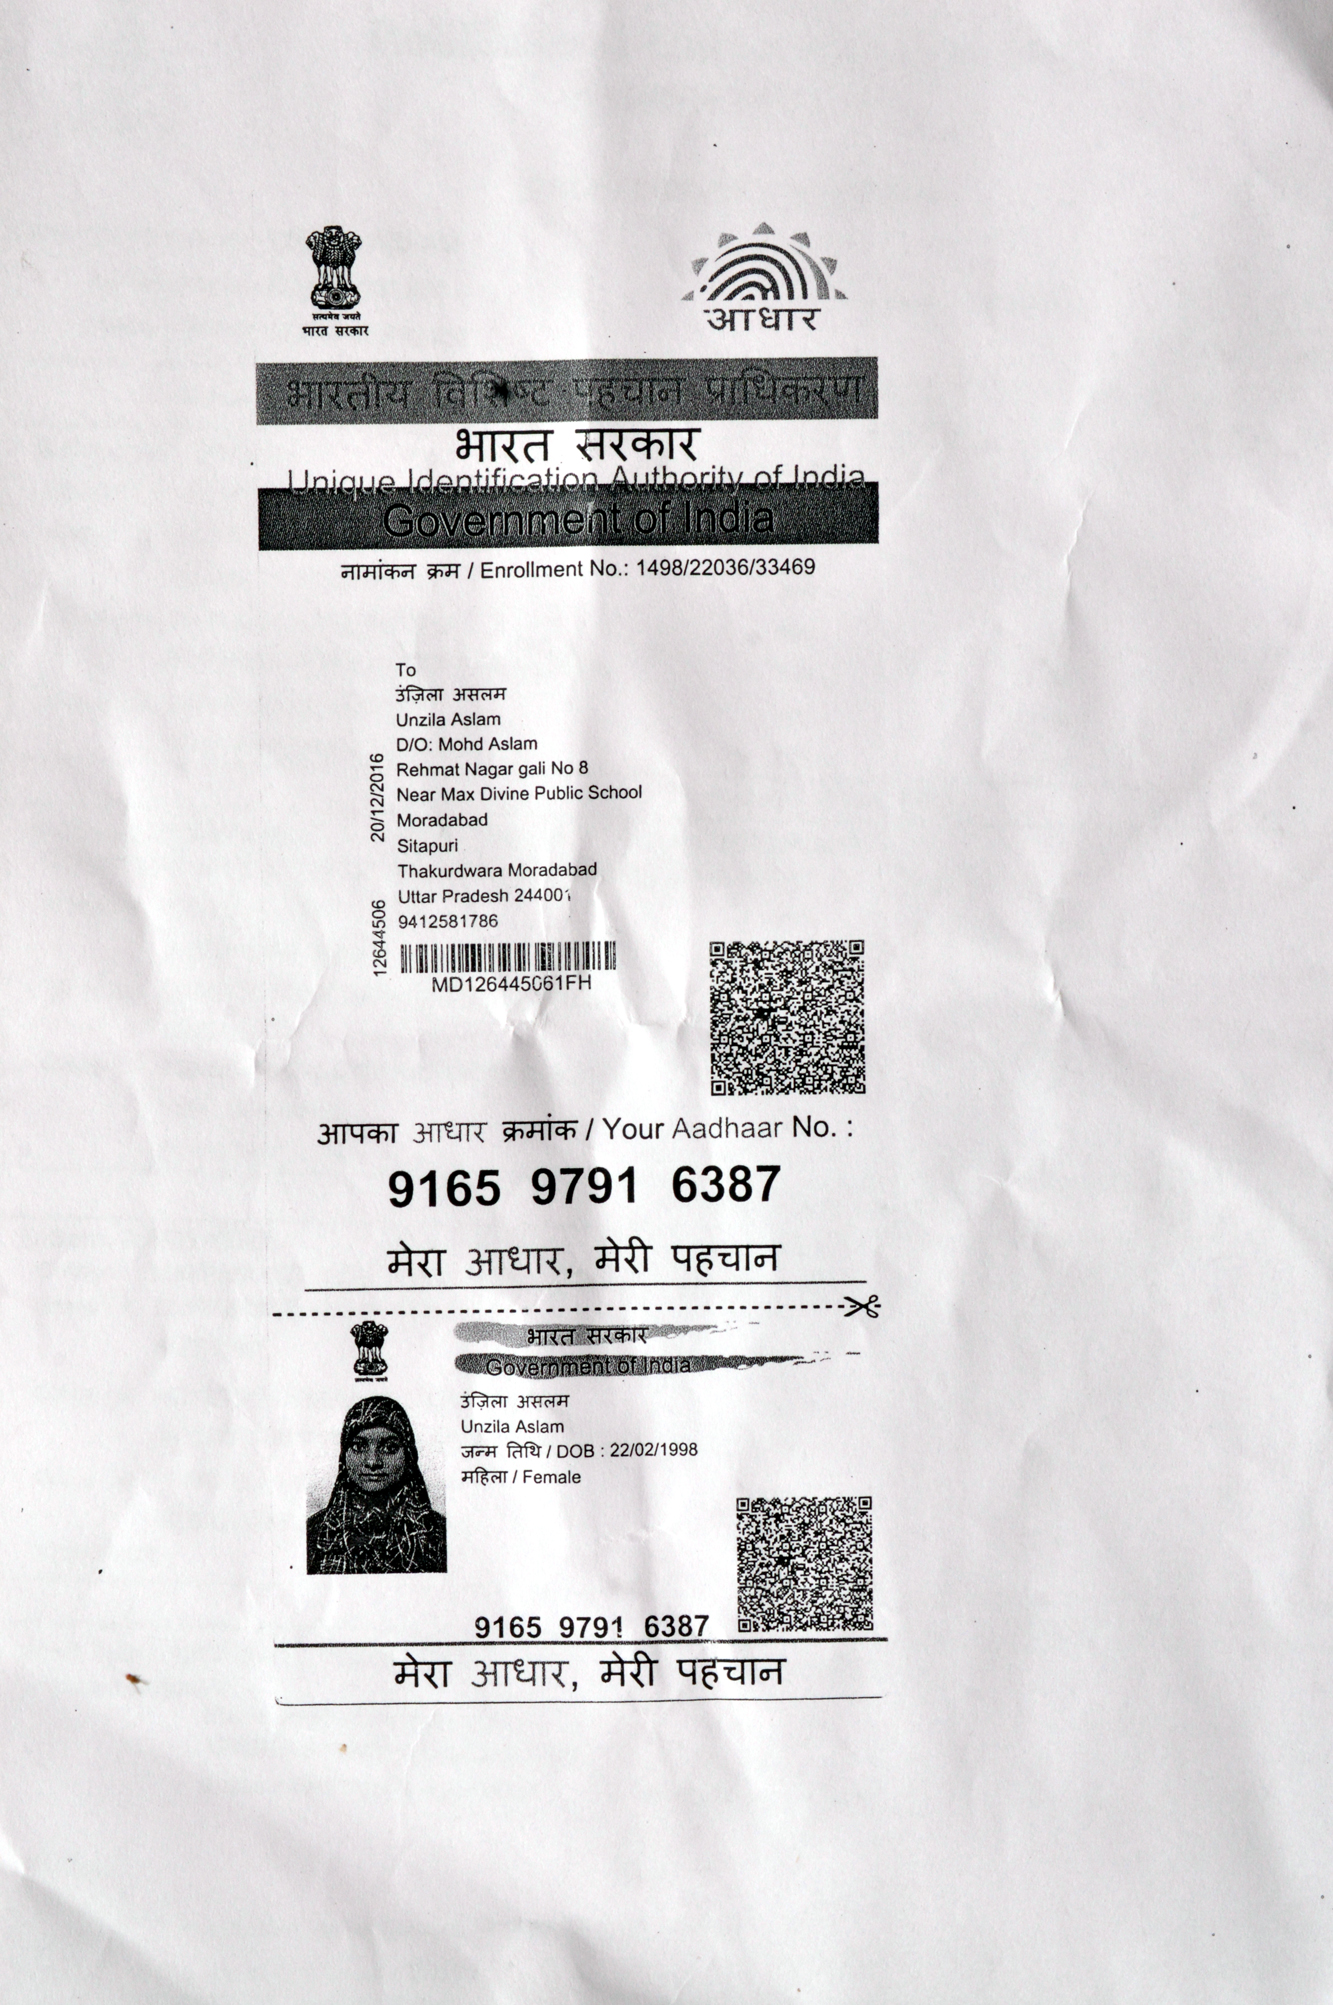 सत्यमेव जयते
भारत सरकार
आधार
भारतीय विशिष्ट पहचान प्राधिकरण
भारत सरकार
Unique Identification Authority of India
Government of India
नामांकन क्रम / Enrollment No.: 1498/22036/33469
To
उंज़िला असलम
Unzila Aslam
D/O: Mohd Aslam
Rehmat Nagar gali No 8
Near Max Divine Public School
Moradabad
Sitapuri
Thakurdwara Moradabad
Uttar Pradesh 244001
9412581786
20/12/2016
12644506
MD126445061FH
आपका आधार क्रमांक / Your Aadhaar No. :
9165 9791 6387
मेरा आधार, मेरी पहचान
भारत सरकार
Government of India
उंज़िला असलम
Unzila Aslam
जन्म तिथि / DOB : 22/02/1998
महिला / Female
9165 9791 6387
मेरा आधार, मेरी पहचान